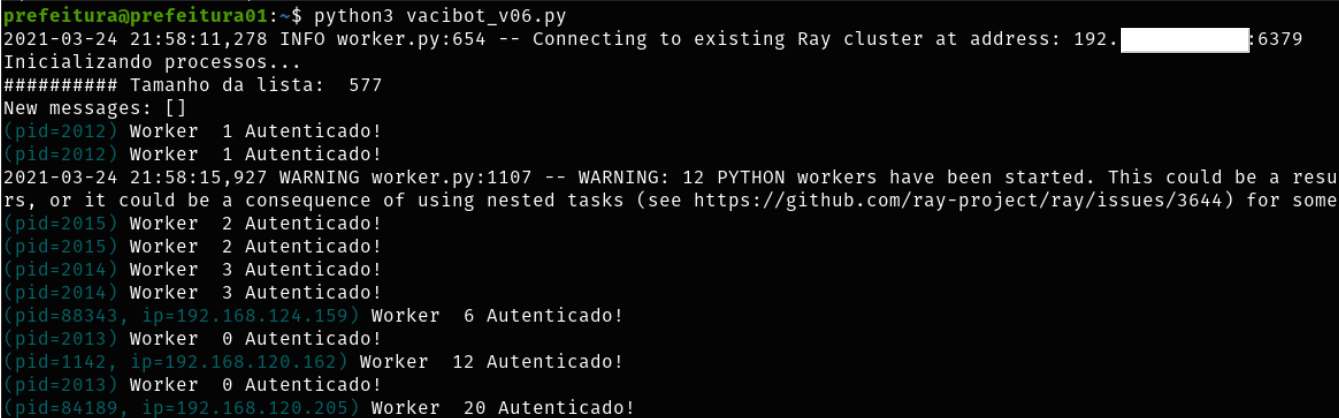 prefeitura@prefeitura01:~$ python3 vacibot_v06.py
2021-03-24 21:58:11,278 INFO worker.py:654 -- Connecting to existing Ray cluster at address: 192. :6379
Inicializando processos...
########## Tamanho da lista:  577
New messages: []
(pid=2012) Worker  1 Autenticado!
(pid=2012) Worker  1 Autenticado!
2021-03-24 21:58:15,927 WARNING worker.py:1107 -- WARNING: 12 PYTHON workers have been started. This could be a resu
rs, or it could be a consequence of using nested tasks (see https://github.com/ray-project/ray/issues/3644) for some
(pid=2015) Worker  2 Autenticado!
(pid=2015) Worker  2 Autenticado!
(pid=2014) Worker  3 Autenticado!
(pid=2014) Worker  3 Autenticado!
(pid=88343, ip=192.168.124.159) Worker  6 Autenticado!
(pid=2013) Worker  0 Autenticado!
(pid=1142, ip=192.168.120.162) Worker  12 Autenticado!
(pid=2013) Worker  0 Autenticado!
(pid=84189, ip=192.168.120.205) Worker  20 Autenticado!